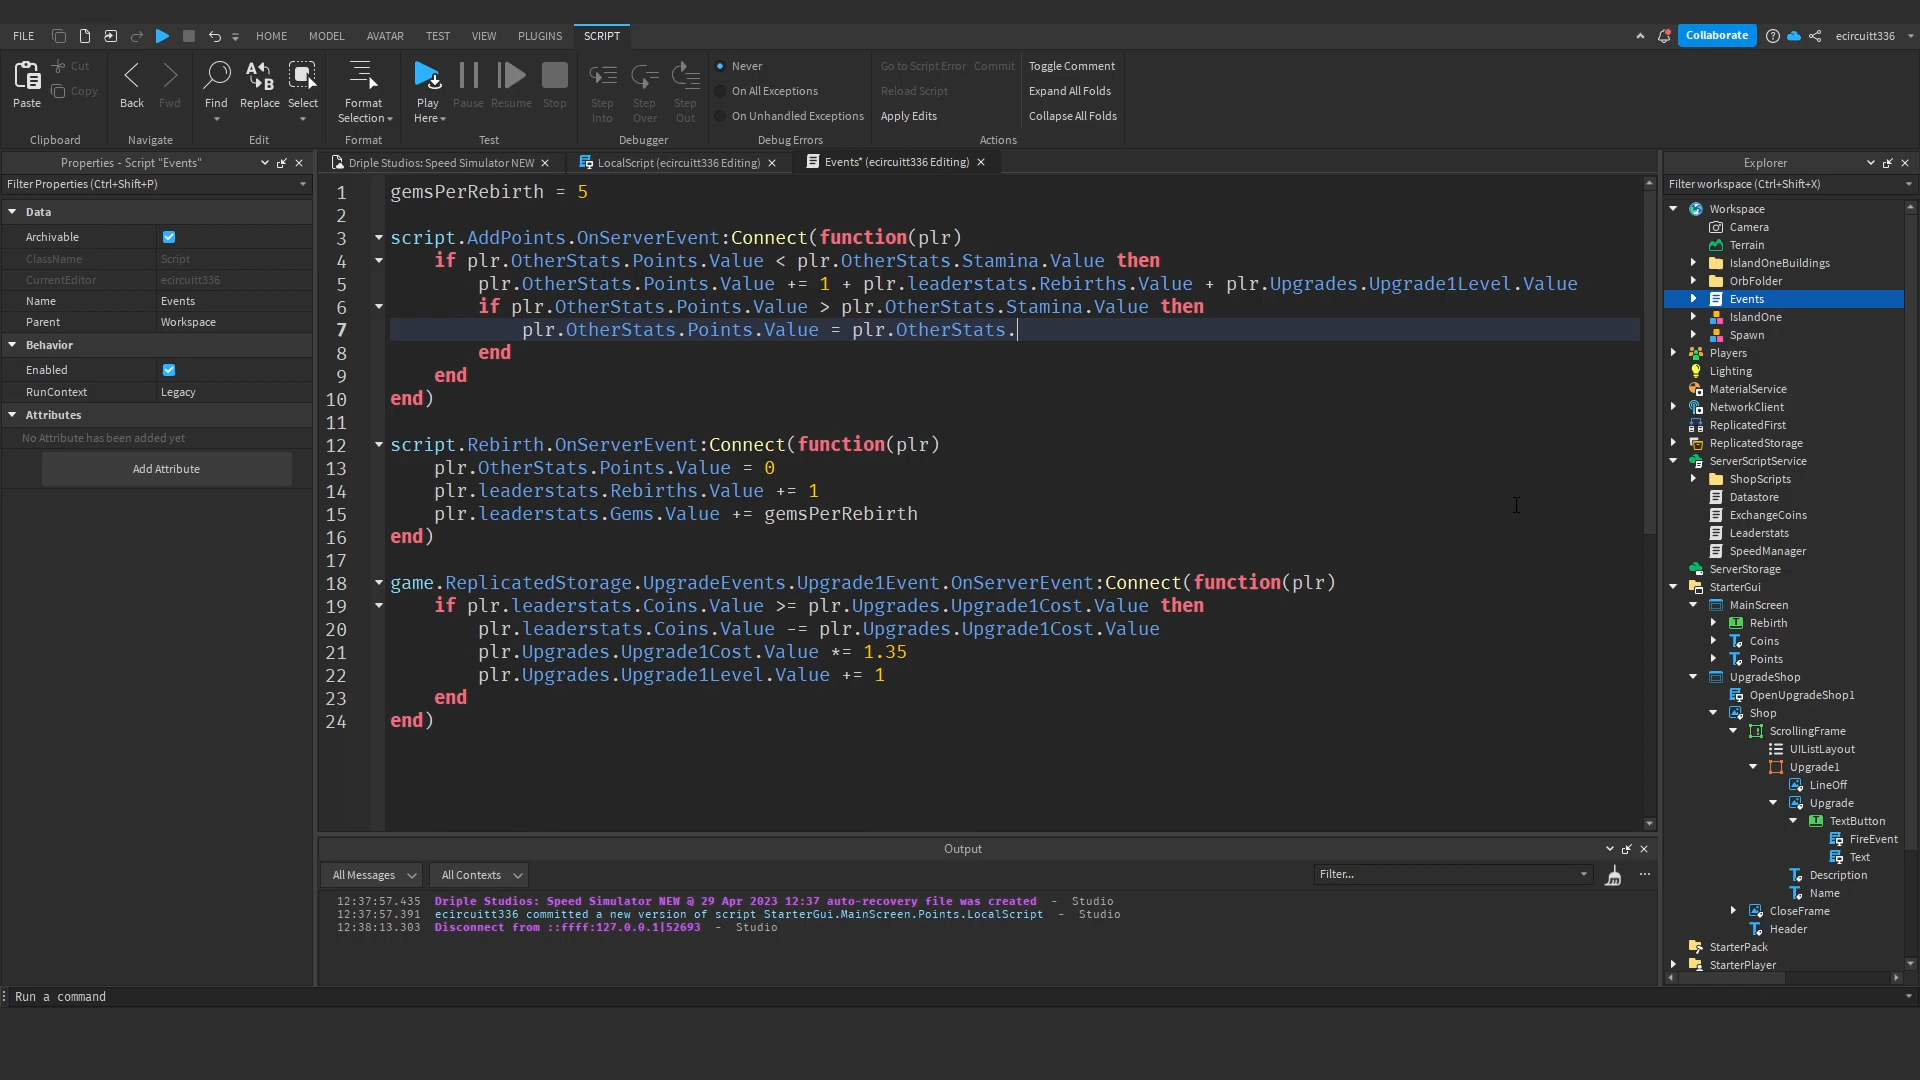 FILE HOME MODEL AVATAR TEST VIEW PLUGINS SCRIPT Collaborate ecircuitt336
Paste Cut Copy Back Fwd Find Replace Select Format Selection Play Here Pause Resume Stop Step Into Step Over Step Out
Never Go to Script Error Commit Toggle Comment
On All Exceptions Reload Script Expand All Folds
On Unhandled Exceptions Apply Edits Collapse All Folds
Clipboard Navigate Edit Format Test Debugger Debug Errors Actions
Properties - Script "Events"
Filter Properties (Ctrl+Shift+P)
Data
Archivable
ClassName Script
CurrentEditor ecircuitt336
Name Events
Parent Workspace
Behavior
Enabled
RunContext Legacy
Attributes
No Attribute has been added yet
Add Attribute
Driple Studios: Speed Simulator NEW LocalScript (ecircuitt336 Editing) Events* (ecircuitt336 Editing)
1 gemsPerRebirth = 5
2
3 script.AddPoints.OnServerEvent:Connect(function(plr)
4 if plr.OtherStats.Points.Value < plr.OtherStats.Stamina.Value then
5 plr.OtherStats.Points.Value += 1 + plr.leaderstats.Rebirths.Value + plr.Upgrades.Upgrade1Level.Value
6 if plr.OtherStats.Points.Value > plr.OtherStats.Stamina.Value then
7 plr.OtherStats.Points.Value = plr.OtherStats.
8 end
9 end
10 end)
11
12 script.Rebirth.OnServerEvent:Connect(function(plr)
13 plr.OtherStats.Points.Value = 0
14 plr.leaderstats.Rebirths.Value += 1
15 plr.leaderstats.Gems.Value += gemsPerRebirth
16 end)
17
18 game.ReplicatedStorage.UpgradeEvents.Upgrade1Event.OnServerEvent:Connect(function(plr)
19 if plr.leaderstats.Coins.Value >= plr.Upgrades.Upgrade1Cost.Value then
20 plr.leaderstats.Coins.Value -= plr.Upgrades.Upgrade1Cost.Value
21 plr.Upgrades.Upgrade1Cost.Value *= 1.35
22 plr.Upgrades.Upgrade1Level.Value += 1
23 end
24 end)
Output
All Messages All Contexts Filter...
12:37:57.435 Driple Studios: Speed Simulator NEW @ 29 Apr 2023 12:37 auto-recovery file was created - Studio
12:37:57.391 ecircuitt336 committed a new version of script StarterGui.MainScreen.Points.LocalScript - Studio
12:38:13.303 Disconnect from ::ffff:127.0.0.1|52693 - Studio
Explorer
Filter workspace (Ctrl+Shift+X)
Workspace
Camera
Terrain
IslandOneBuildings
OrbFolder
Events
IslandOne
Spawn
Players
Lighting
MaterialService
NetworkClient
ReplicatedFirst
ReplicatedStorage
ServerScriptService
ShopScripts
Datastore
ExchangeCoins
Leaderstats
SpeedManager
ServerStorage
StarterGui
MainScreen
Rebirth
Coins
Points
UpgradeShop
OpenUpgradeShop1
Shop
ScrollingFrame
UIListLayout
Upgrade1
LineOff
Upgrade
TextButton
FireEvent
Text
Description
Name
CloseFrame
Header
StarterPack
StarterPlayer
Run a command